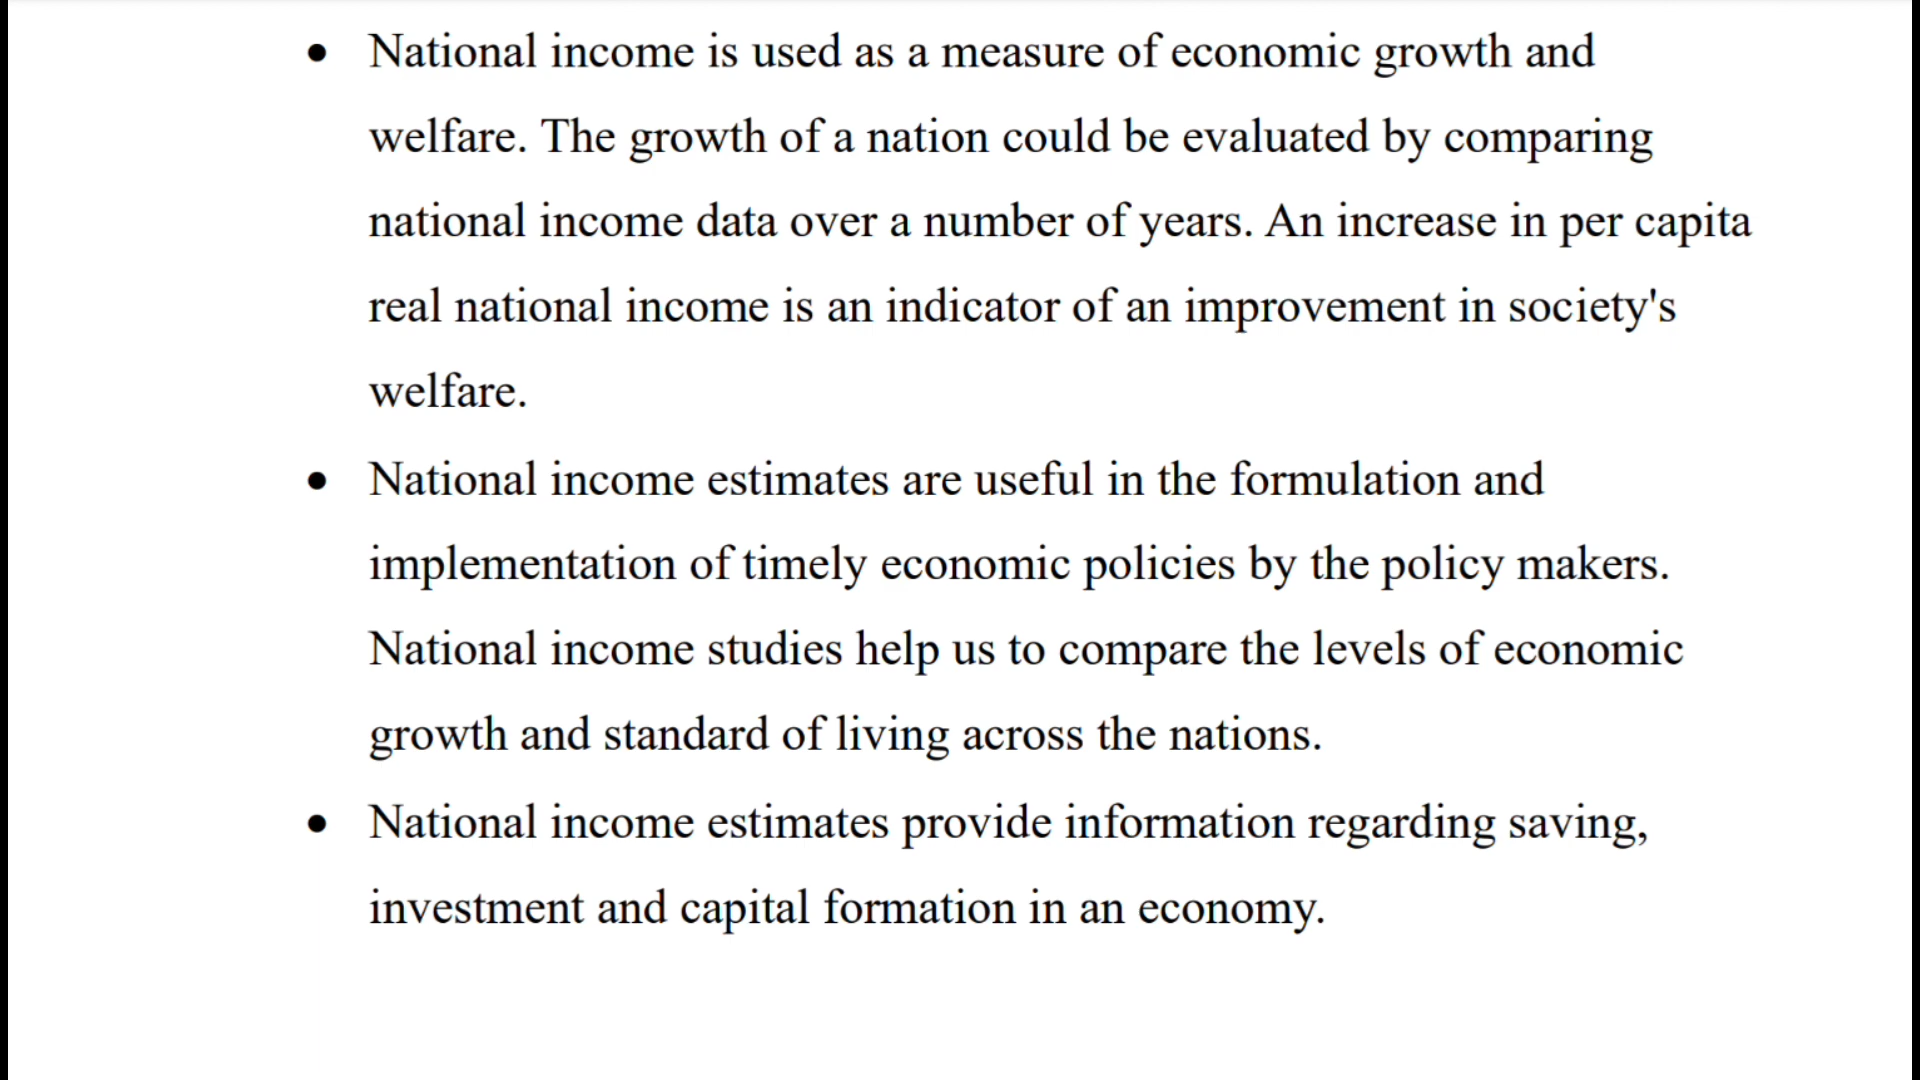 • National income is used as a measure of economic growth and
welfare. The growth of a nation could be evaluated by comparing
national income data over a number of years. An increase in per capita
real national income is an indicator of an improvement in society's
welfare.
• National income estimates are useful in the formulation and
implementation of timely economic policies by the policy makers.
National income studies help us to compare the levels of economic
growth and standard of living across the nations.
• National income estimates provide information regarding saving,
investment and capital formation in an economy.